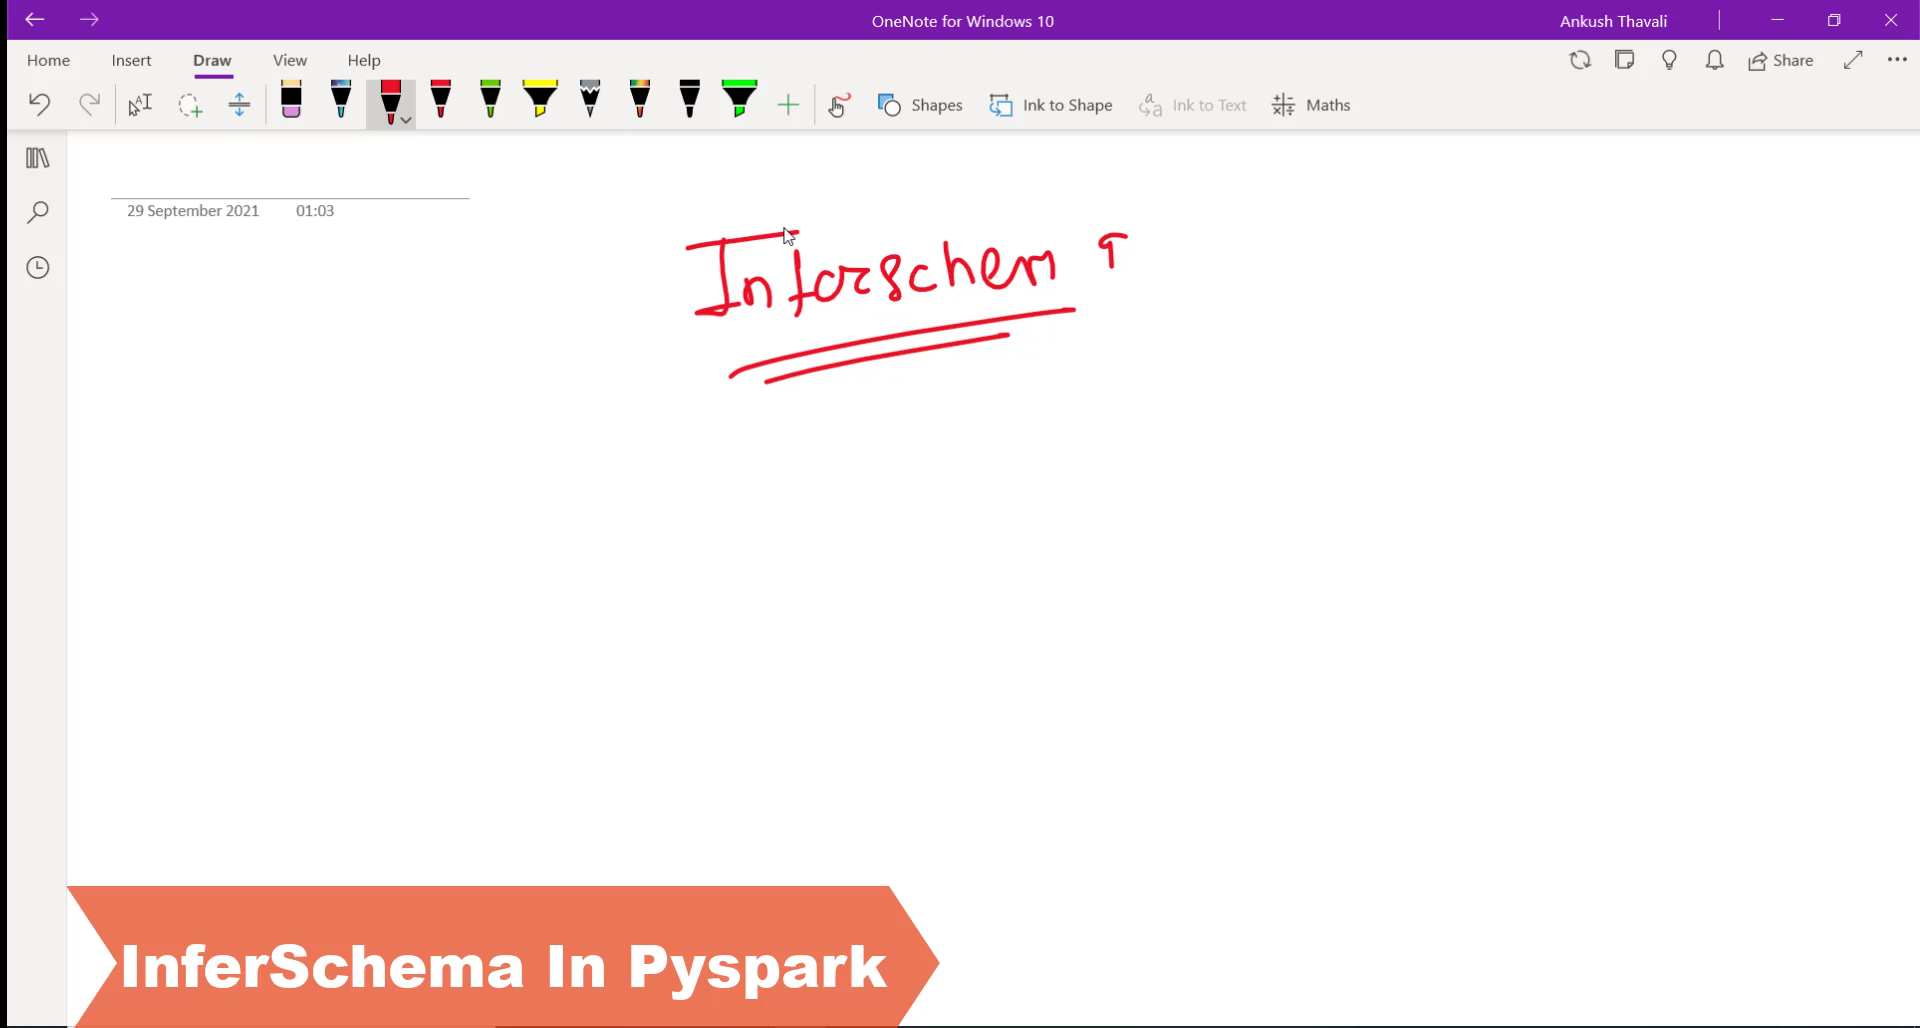 OneNote for Windows 10
Ankush Thavali
Home Insert Draw View Help
Share
Shapes Ink to Shape Ink to Text Maths
29 September 2021 01:03
Inferschem
InferSchema In Pyspark